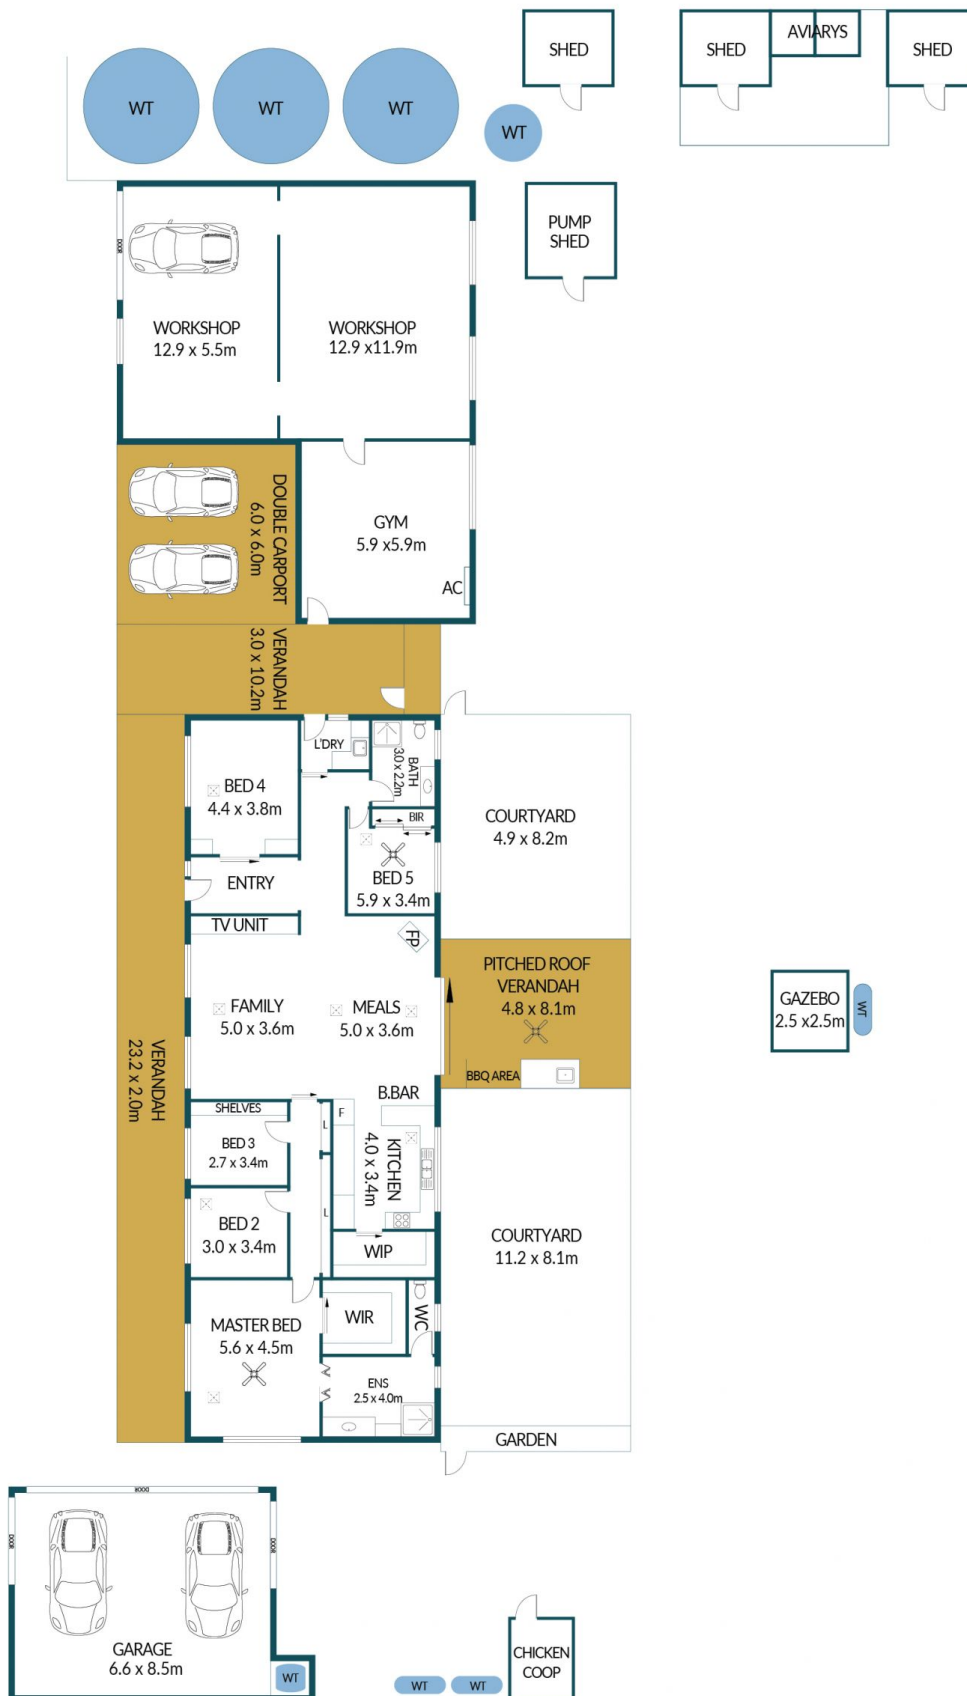 SHED
SHED
AVIARYS
SHED
WT
WT
WT
WT
PUMP
SHED
DOOR
WORKSHOP
12.9 x 5.5m
WORKSHOP
12.9 x11.9m
DOUBLE CARPORT
6.0 x 6.0m
GYM
5.9 x5.9m
AC
VERANDAH
3.0 x 10.2m
L'DRY
BATH
3.0 x 2.2m
BED 4
4.4 x 3.8m
BIR
BED 5
5.9 x 3.4m
COURTYARD
4.9 x 8.2m
ENTRY
TV UNIT
FP
FAMILY
5.0 x 3.6m
MEALS
5.0 x 3.6m
PITCHED ROOF
VERANDAH
4.8 x 8.1m
BBQ AREA
GAZEBO
2.5 x2.5m
WT
VERANDAH
23.2 x 2.0m
B.BAR
SHELVES
F
L
BED 3
2.7 x 3.4m
KITCHEN
4.0 x 3.4m
BED 2
3.0 x 3.4m
L
WIP
COURTYARD
11.2 x 8.1m
MASTER BED
5.6 x 4.5m
WIR
WC
ENS
2.5 x 4.0m
GARDEN
DOOR
DOOR
DOOR
GARAGE
6.6 x 8.5m
WT
WT
WT
CHICKEN
COOP